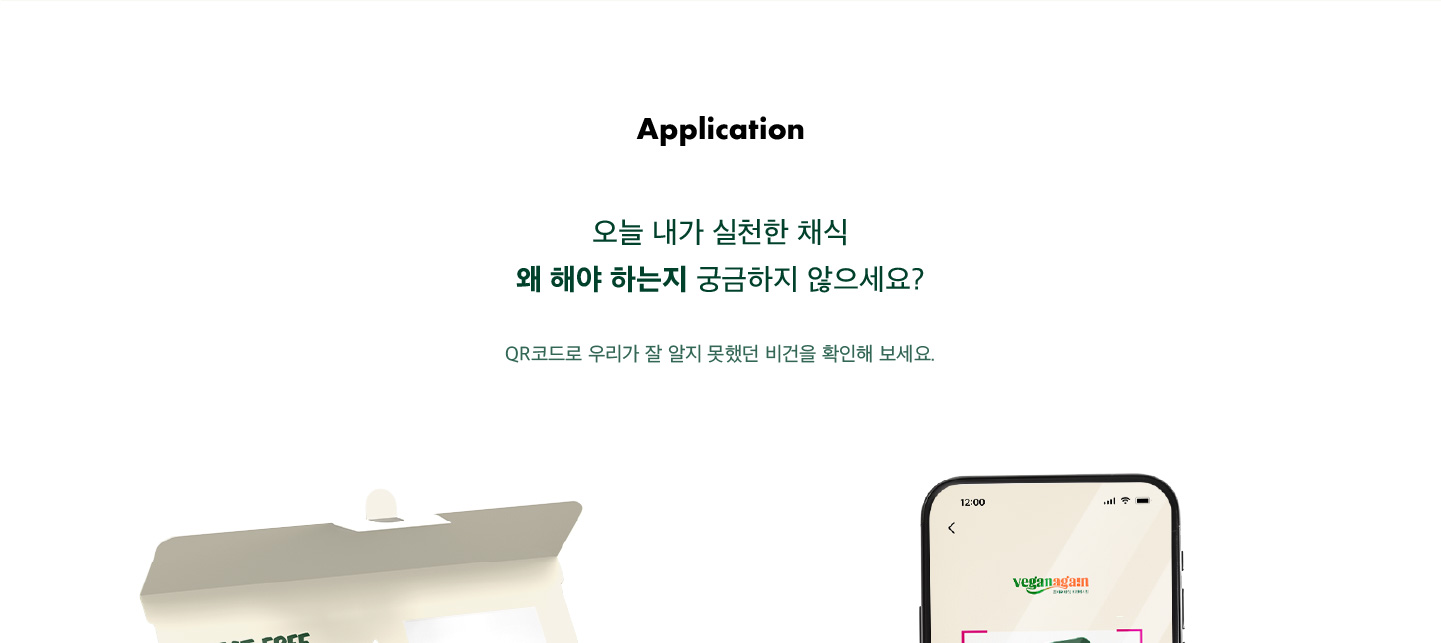 Application
오늘 내가 실천한 채식
왜 해야 하는지 궁금하지 않으세요?
QR코드로 우리가 잘 알지 못했던 비건을 확인해 보세요.
12:00
veganagain
FREE